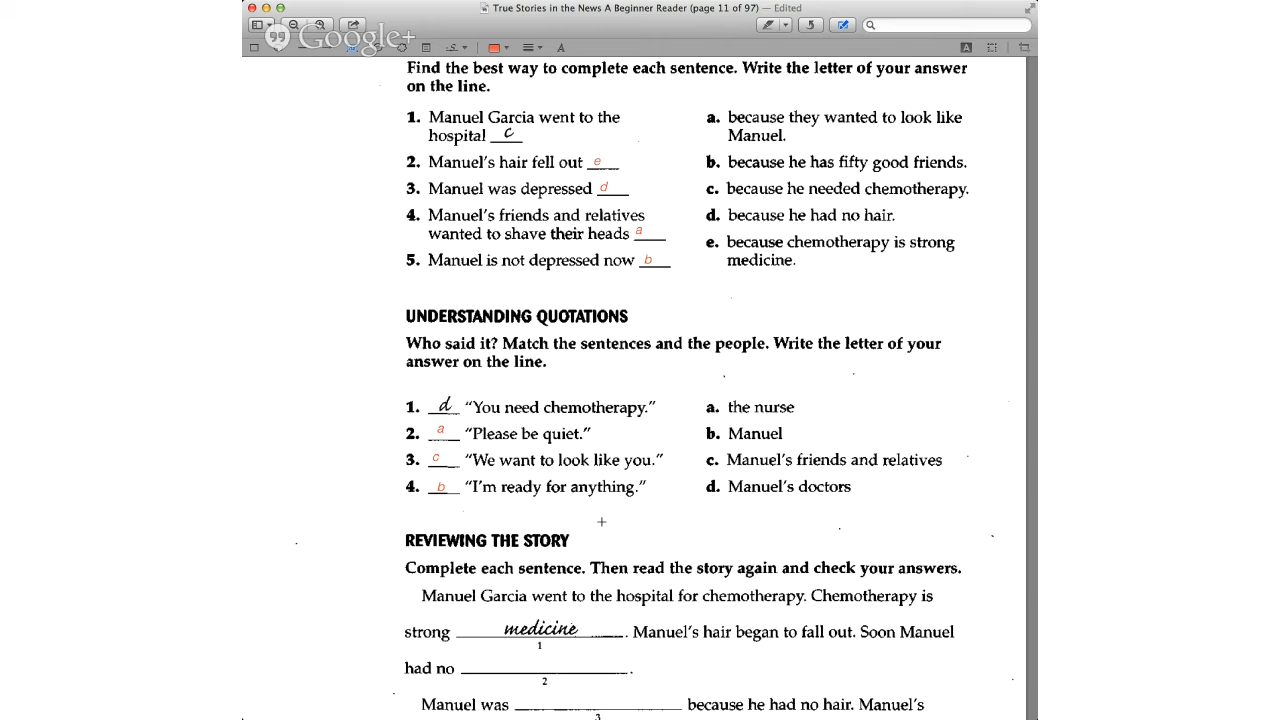 True Stories in the News A Beginner Reader (page 11 of 97) — Edited
Google+
Find the best way to complete each sentence. Write the letter of your answer
on the line.
1. Manuel Garcia went to the
hospital c
2. Manuel's hair fell out e
3. Manuel was depressed d
4. Manuel's friends and relatives
wanted to shave their heads a
5. Manuel is not depressed now b
a. because they wanted to look like
Manuel.
b. because he has fifty good friends.
c. because he needed chemotherapy.
d. because he had no hair.
e. because chemotherapy is strong
medicine.
UNDERSTANDING QUOTATIONS
Who said it? Match the sentences and the people. Write the letter of your
answer on the line.
1. d "You need chemotherapy."
2. a "Please be quiet."
3. c "We want to look like you."
4. b "I'm ready for anything."
a. the nurse
b. Manuel
c. Manuel's friends and relatives
d. Manuel's doctors
REVIEWING THE STORY
Complete each sentence. Then read the story again and check your answers.
Manuel Garcia went to the hospital for chemotherapy. Chemotherapy is
strong medicine. Manuel's hair began to fall out. Soon Manuel
1
had no ______.
2
Manuel was ______ because he had no hair. Manuel's
3